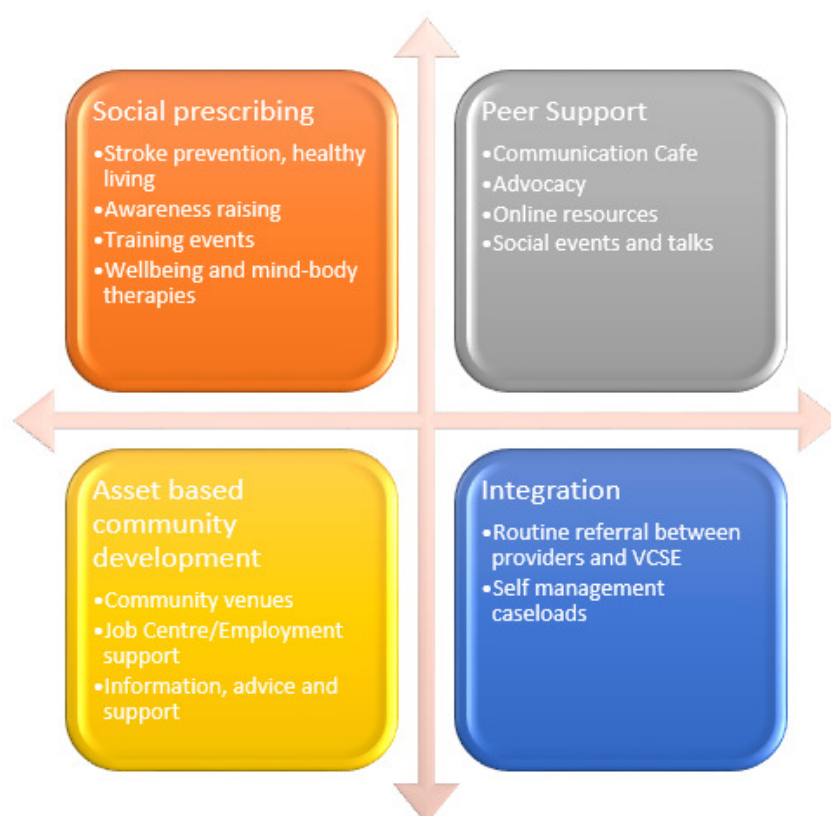 Social prescribing
•Stroke prevention, healthy
living
•Awareness raising
•Training events
•Wellbeing and mind-body
therapies
Peer Support
•Communication Cafe
•Advocacy
•Online resources
•Social events and talks
Asset based
community
development
•Community venues
•Job Centre/Employment
support
•Information, advice and
support
Integration
•Routine referral between
providers and VCSE
•Self management
caseloads